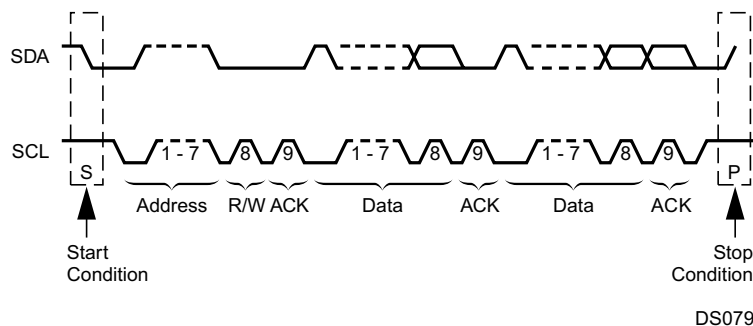 SDA
SCL
S 1 - 7 8 9 1 - 7 8 9 1 - 7 8 9 P
Address R/W ACK Data ACK Data ACK
Start
Condition
Stop
Condition
DS079